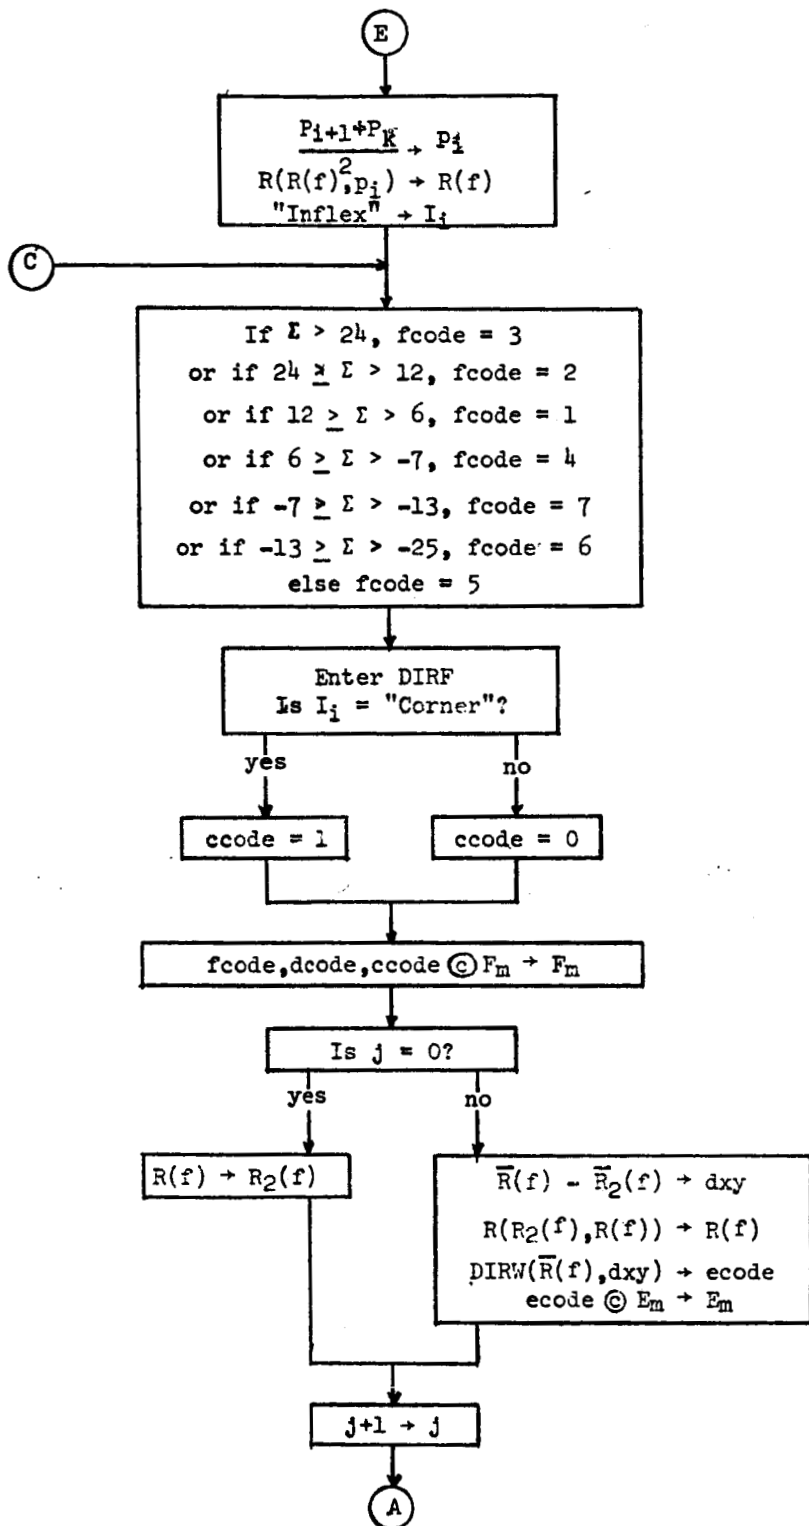 E
P_{i+1}+P_k / 2 → p_i
R(R(f),p_i) → R(f)
"Inflex" → I_i
C
If Σ > 24, fcode = 3
or if 24 ≥ Σ > 12, fcode = 2
or if 12 ≥ Σ > 6, fcode = 1
or if 6 ≥ Σ > -7, fcode = 4
or if -7 ≥ Σ > -13, fcode = 7
or if -13 ≥ Σ > -25, fcode = 6
else fcode = 5
Enter DIRF
Is I_i = "Corner"?
yes no
ccode = 1 ccode = 0
fcode,dcode,ccode © F_m → F_m
Is j = 0?
yes no
R(f) → R_2(f)
R̅(f) - R̅_2(f) → dxy
R(R_2(f),R(f)) → R(f)
DIRW(R̅(f),dxy) → ecode
ecode © E_m → E_m
j+1 → j
A